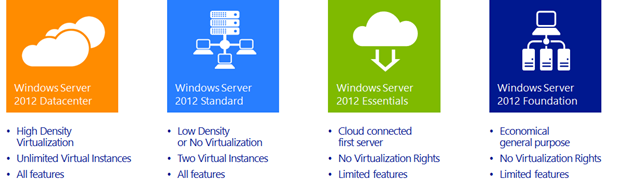 Windows Server
2012 Datacenter
• High Density
Virtualization
• Unlimited Virtual Instances
• All features
Windows Server
2012 Standard
• Low Density
or No Virtualization
• Two Virtual Instances
• All features
Windows Server
2012 Essentials
• Cloud connected
first server
• No Virtualization Rights
• Limited features
Windows Server
2012 Foundation
• Economical
general purpose
• No Virtualization Rights
• Limited features